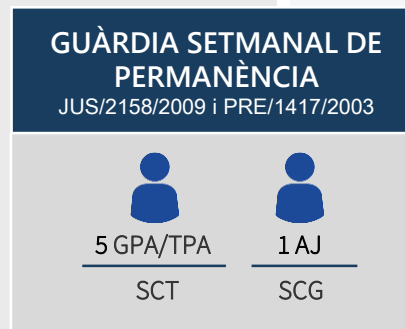 GUÀRDIA SETMANAL DE
PERMANÈNCIA
JUS/2158/2009 i PRE/1417/2003
5 GPA/TPA
1 AJ
SCT
SCG